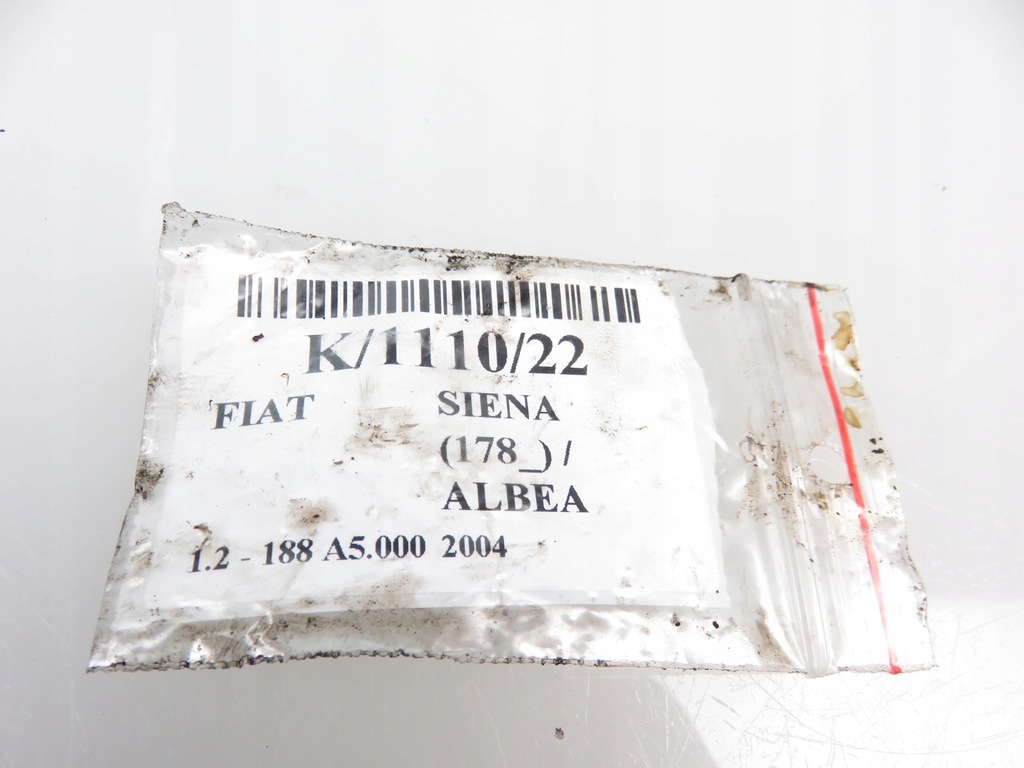 K/1110/22
FIAT SIENA
(178_) /
ALBEA
1.2 - 188 A5.000 2004